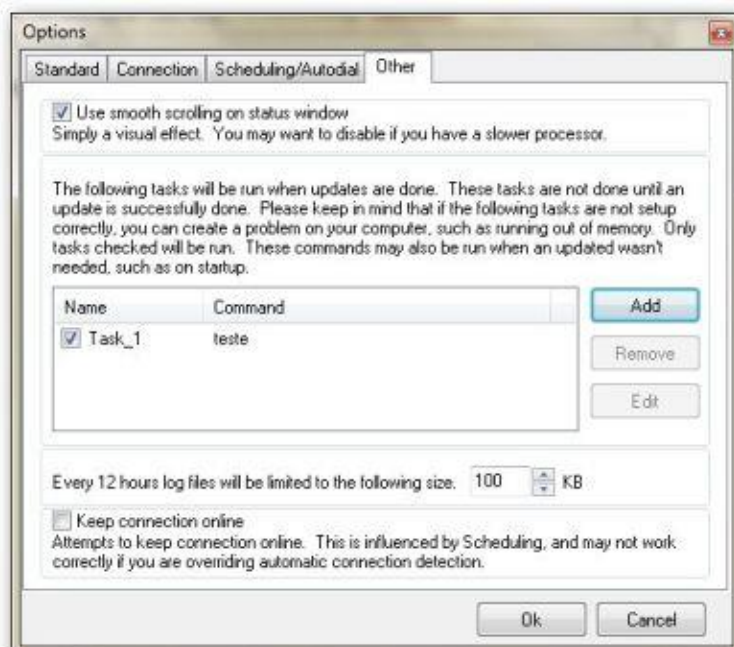 Options
Standard Connection Scheduling/Autodial Other
Use smooth scrolling on status window
Simply a visual effect. You may want to disable if you have a slower processor.
The following tasks will be run when updates are done. These tasks are not done until an
update is successfully done. Please keep in mind that if the following tasks are not setup
correctly, you can create a problem on your computer, such as running out of memory. Only
tasks checked will be run. These commands may also be run when an updated wasn't
needed, such as on startup.
Name Command
Task_1 teste
Add
Remove
Edit
Every 12 hours log files will be limited to the following size. 100 KB
Keep connection online
Attempts to keep connection online. This is influenced by Scheduling, and may not work
correctly if you are overriding automatic connection detection.
Ok Cancel